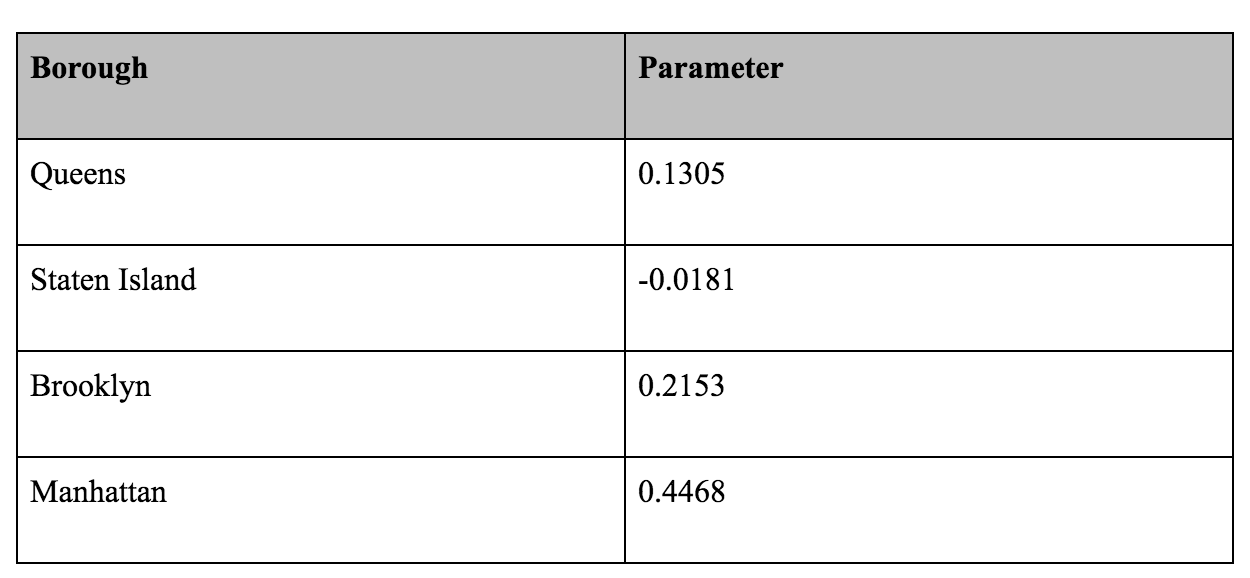 Borough Parameter
Queens 0.1305
Staten Island -0.0181
Brooklyn 0.2153
Manhattan 0.4468